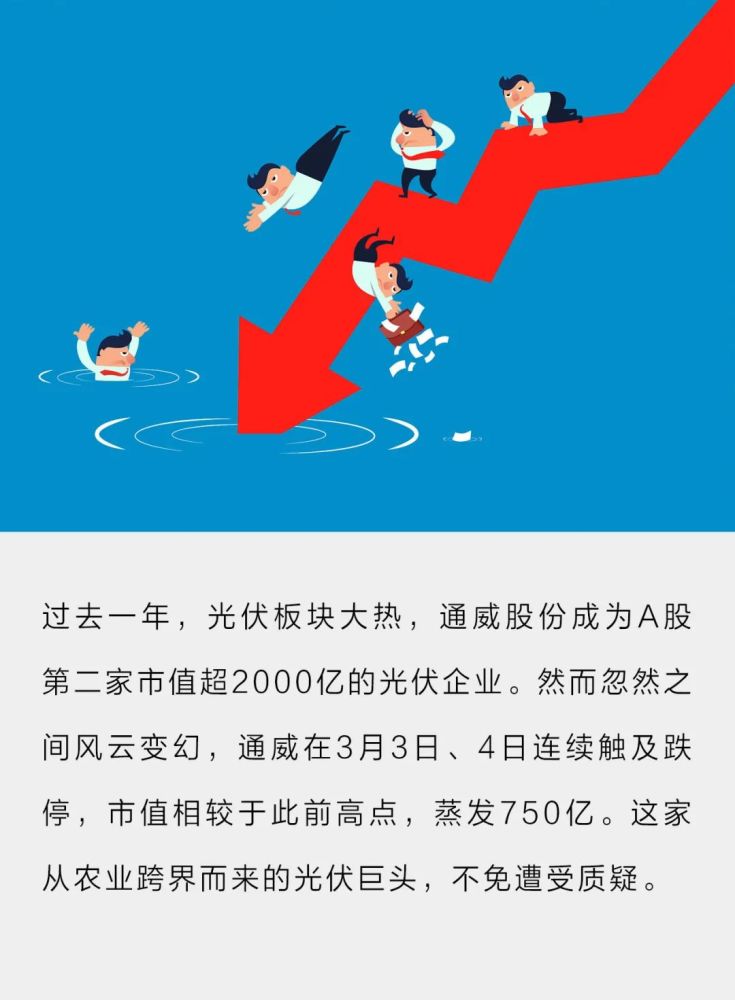 过去一年，光伏板块大热，通威股份成为A股
第二家市值超2000亿的光伏企业。然而忽然之
间风云变幻，通威在3月3日、4日连续触及跌
停，市值相较于此前高点，蒸发750亿。这家
从农业跨界而来的光伏巨头，不免遭受质疑。